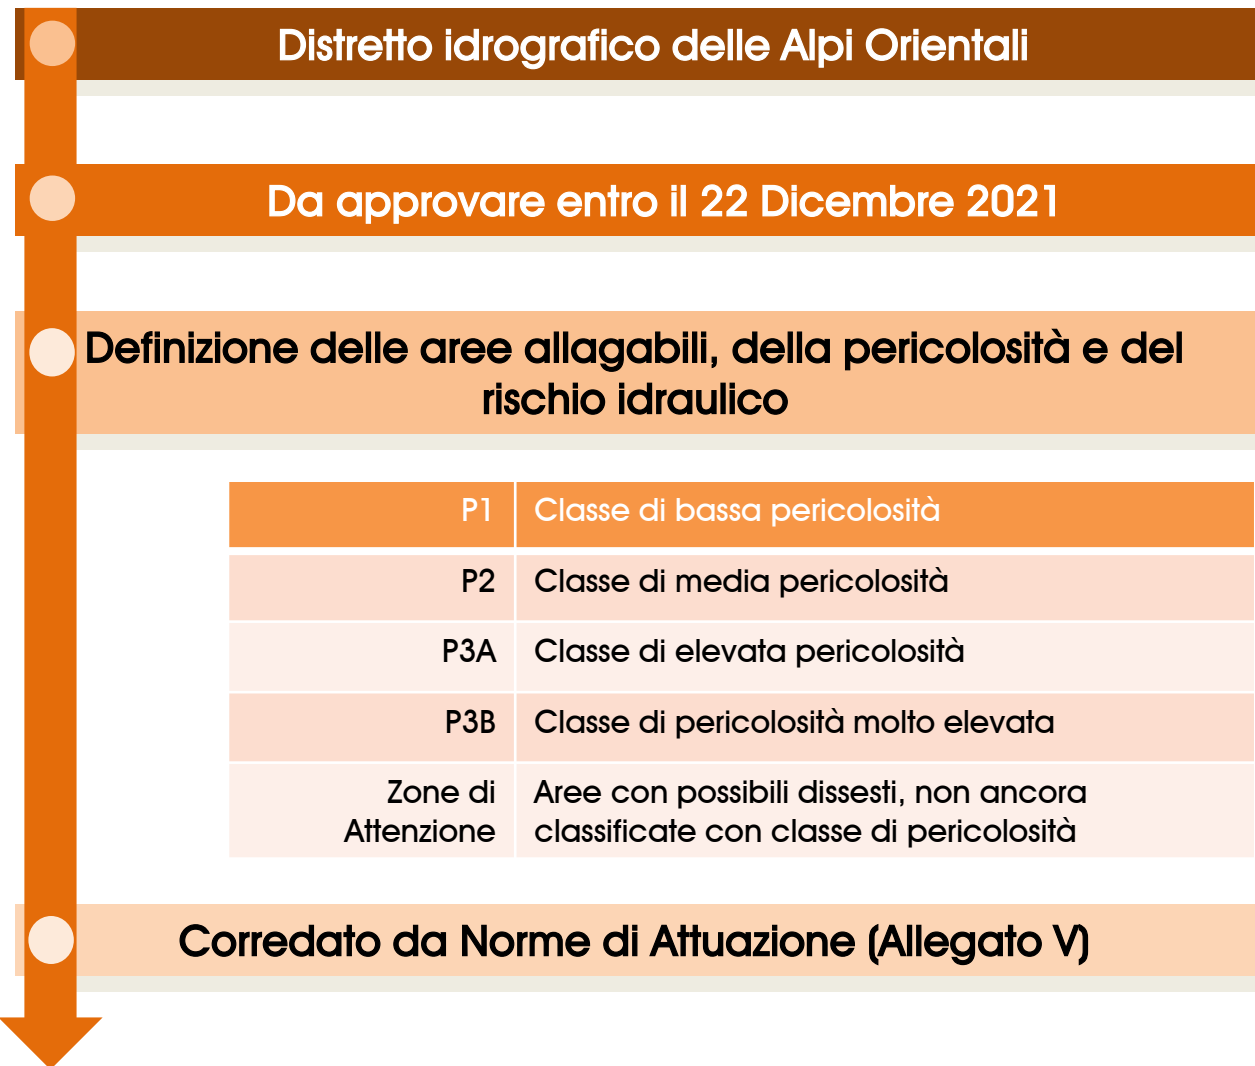 Distretto idrografico delle Alpi Orientali
Da approvare entro il 22 Dicembre 2021
Definizione delle aree allagabili, della pericolosità e del
rischio idraulico
P1 Classe di bassa pericolosità
P2 Classe di media pericolosità
P3A Classe di elevata pericolosità
P3B Classe di pericolosità molto elevata
Zone di Attenzione Aree con possibili dissesti, non ancora
classificate con classe di pericolosità
Corredato da Norme di Attuazione (Allegato V)